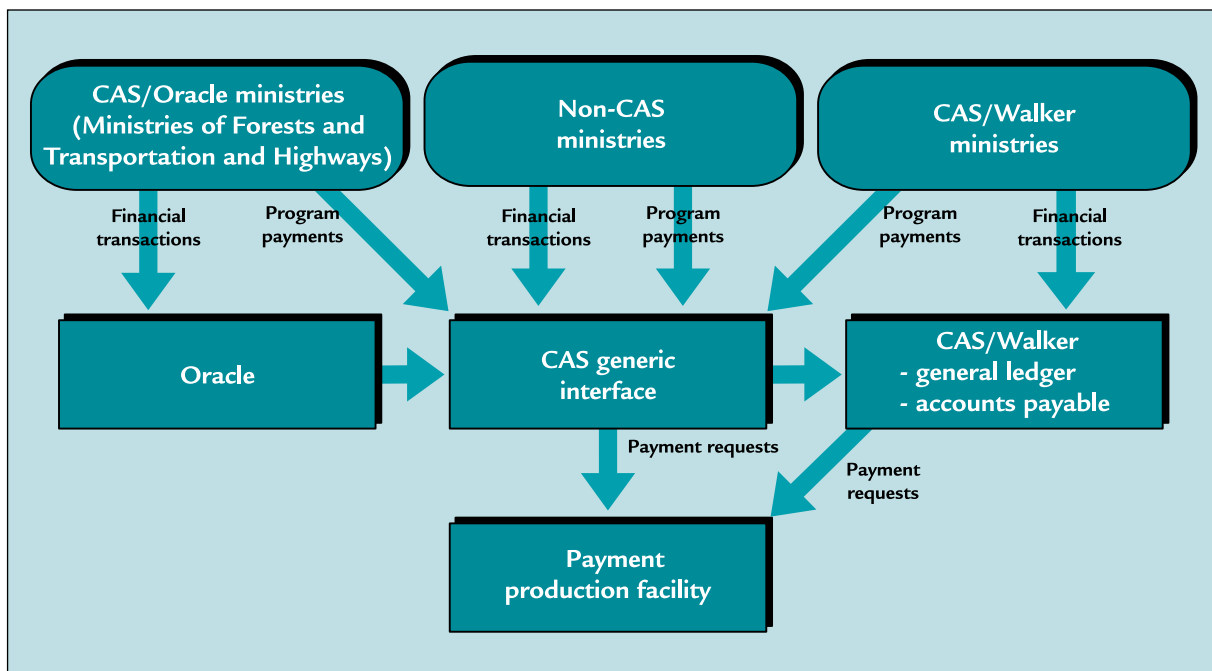 CAS/Oracle ministries
(Ministries of Forests and
Transportation and Highways)
Non-CAS
ministries
CAS/Walker
ministries
Financial
transactions
Program
payments
Financial
transactions
Program
payments
Program
payments
Financial
transactions
Oracle
CAS generic
interface
CAS/Walker
- general ledger
- accounts payable
Payment requests
Payment
requests
Payment
production facility